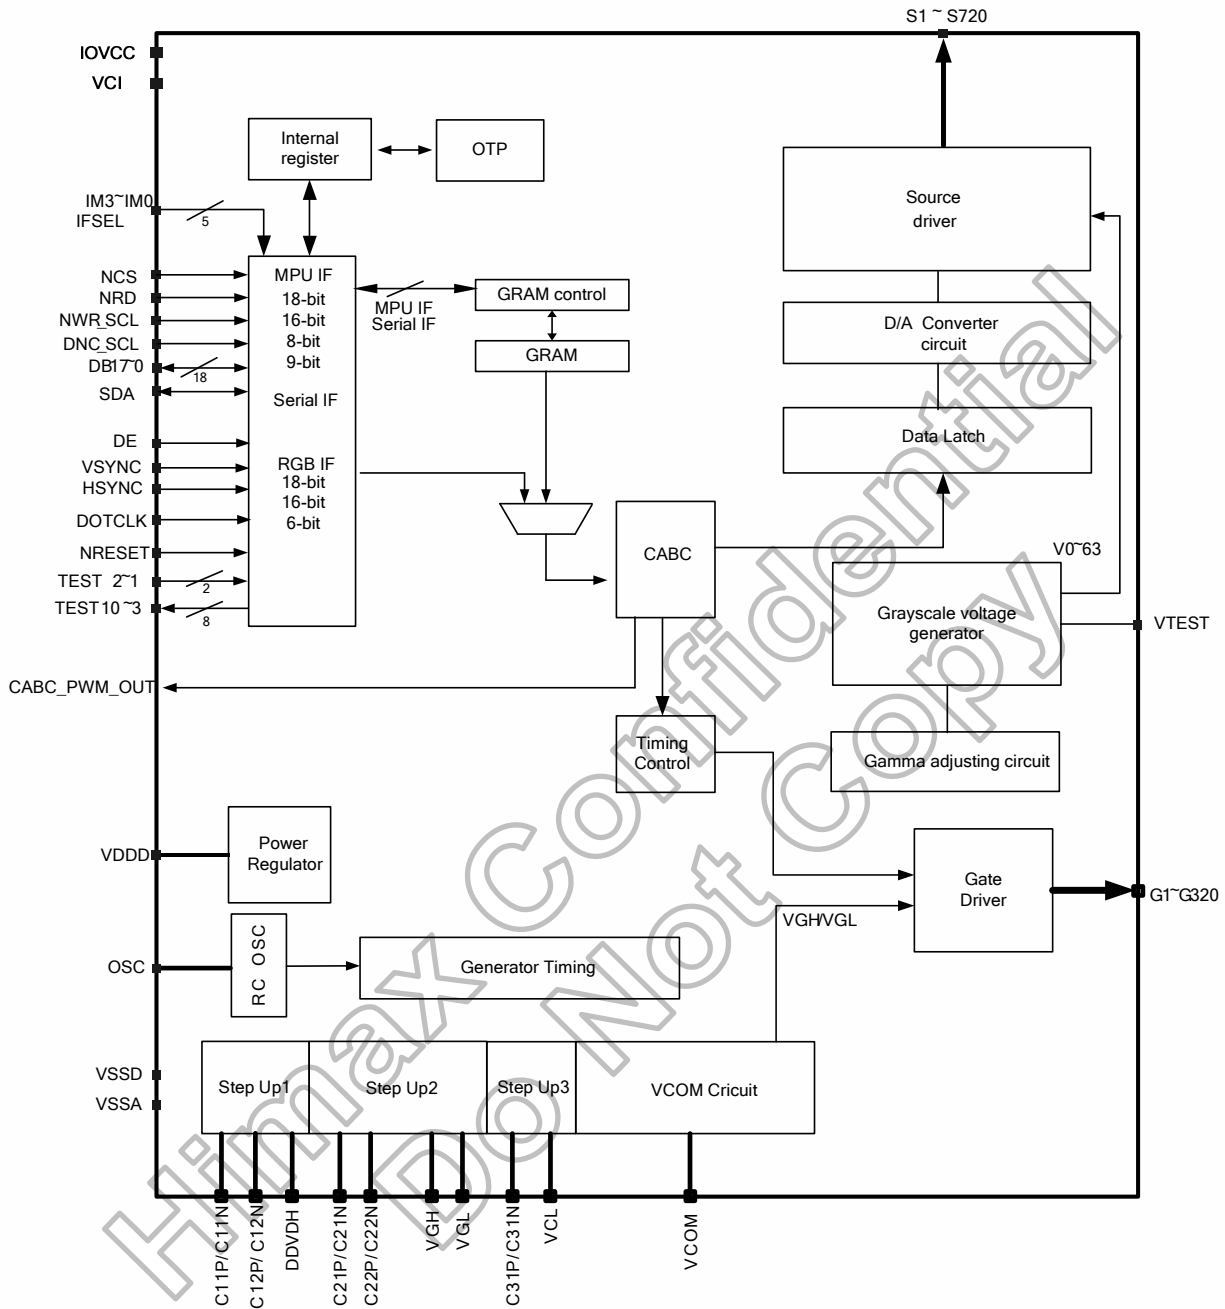 S1 ~ S720
IOVCC
VCI
Internal
register
OTP
IM3~IM0
IFSEL
5
Source
driver
NCS
NRD
NWR_SCL
DNC_SCL
DB17~0
18
SDA
DE
VSYNC
HSYNC
DOTCLK
NRESET
TEST 2~1
2
TEST10 ~3
8
MPU IF
18-bit
16-bit
8-bit
9-bit
Serial IF
RGB IF
18-bit
16-bit
6-bit
MPU IF
Serial IF
GRAM control
GRAM
D/A Converter
circuit
Data Latch
CABC
V0~63
Grayscale voltage
generator
VTEST
CABC_PWM_OUT
Timing
Control
Gamma adjusting circuit
VDDD
Power
Regulator
Gate
Driver
G1~G320
VGH/VGL
OSC
RC OSC
Generator Timing
VSSD
VSSA
Step Up1
Step Up2
Step Up3
VCOM Cricuit
C11P/C11N
C12P/C12N
DDVDH
C21P/C21N
C22P/C22N
VGH
VGL
C31P/C31N
VCL
VCOM
Himax Confidential
Do Not Copy